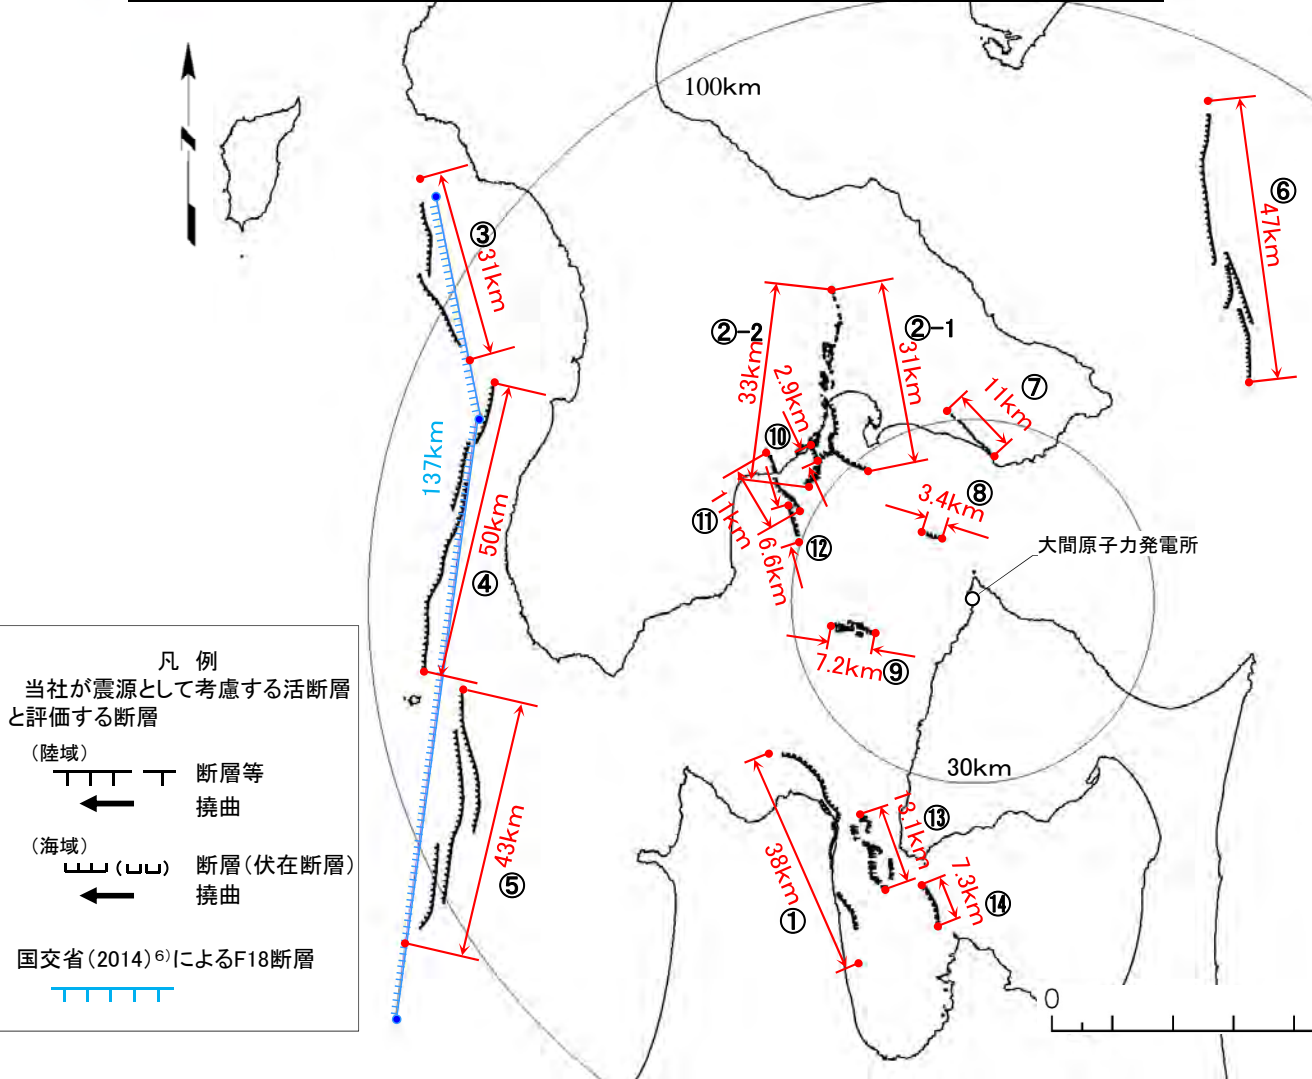 100km
⑥
47km
③
31km
②-2
②-1
33km
2.9km
31km
⑦
11km
⑩
137km
⑧
3.4km
⑪
11km
⑫
6.6km
大間原子力発電所
50km
④
7.2km
⑨
凡 例
当社が震源として考慮する活断層
と評価する断層
(陸域)
断層等
撓曲
(海域)
断層(伏在断層)
撓曲
国交省(2014)⁶⁾によるF18断層
30km
43km
⑤
38km
①
13.1km
⑬
7.3km
⑭
0